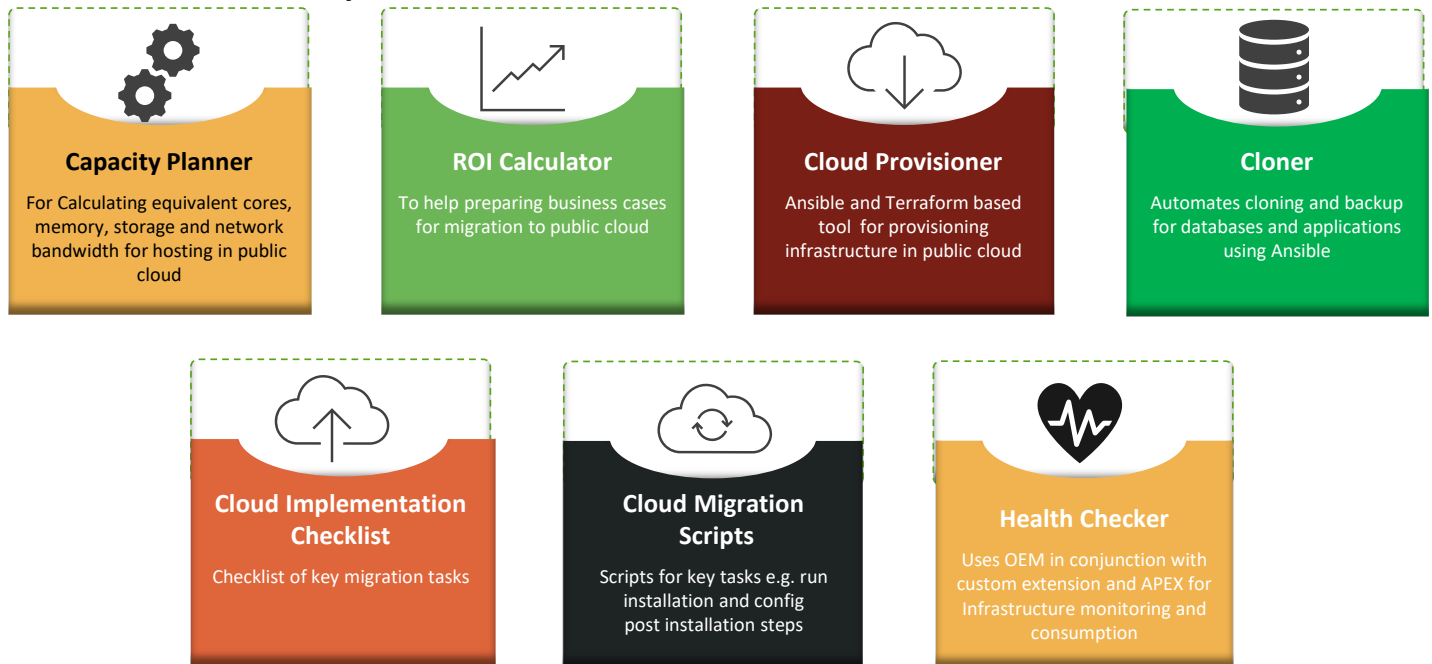 Capacity Planner
For Calculating equivalent cores,
memory, storage and network
bandwidth for hosting in public
cloud
ROI Calculator
To help preparing business cases
for migration to public cloud
Cloud Provisioner
Ansible and Terraform based
tool for provisioning
infrastructure in public cloud
Cloner
Automates cloning and backup
for databases and applications
using Ansible
Cloud Implementation
Checklist
Checklist of key migration tasks
Cloud Migration
Scripts
Scripts for key tasks e.g. run
installation and config
post installation steps
Health Checker
Uses OEM in conjunction with
custom extension and APEX for
Infrastructure monitoring and
consumption